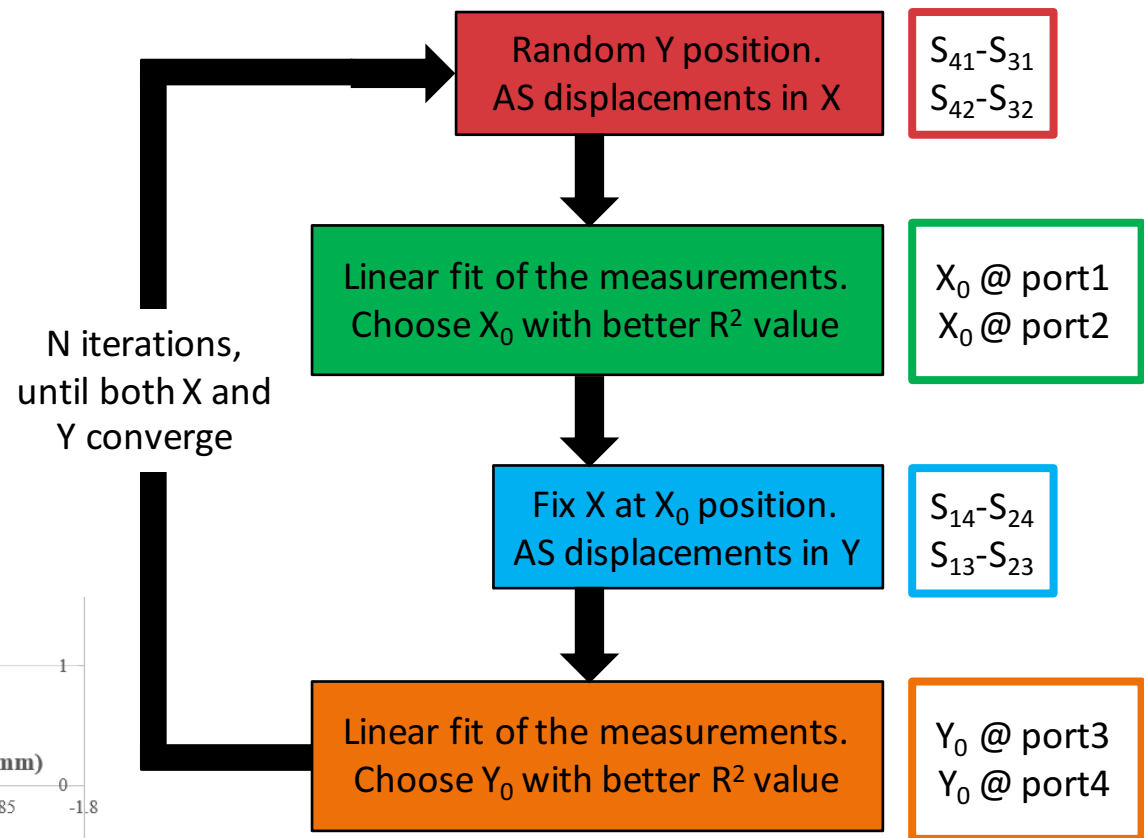 Random Y position.
AS displacements in X
S₄₁-S₃₁
S₄₂-S₃₂
Linear fit of the measurements.
Choose X₀ with better R² value
X₀ @ port1
X₀ @ port2
N iterations,
until both X and
Y converge
Fix X at X₀ position.
AS displacements in Y
S₁₄-S₂₄
S₁₃-S₂₃
Linear fit of the measurements.
Choose Y₀ with better R² value
Y₀ @ port3
Y₀ @ port4
1
mm)
0
85
-1.8